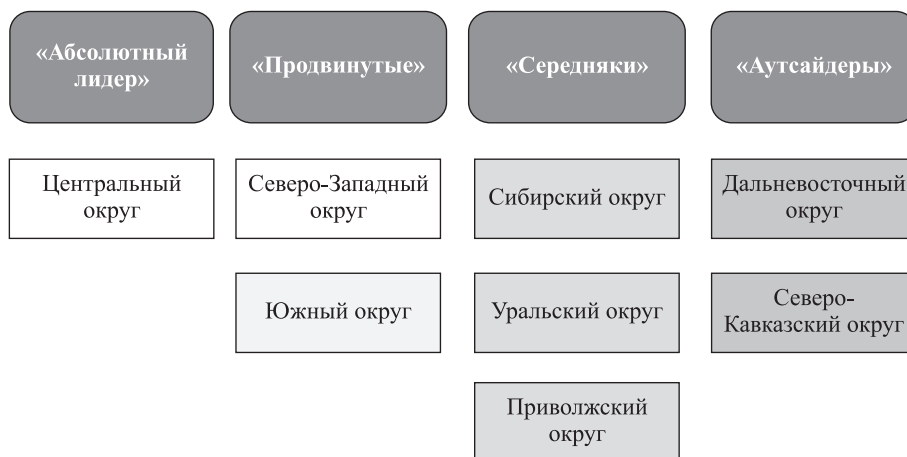 «Абсолютный
лидер»
«Продвинутые»
«Середняки»
«Аутсайдеры»
Центральный
округ
Северо-Западный
округ
Сибирский округ
Дальневосточный
округ
Южный округ
Уральский округ
Северо-
Кавказский округ
Приволжский
округ